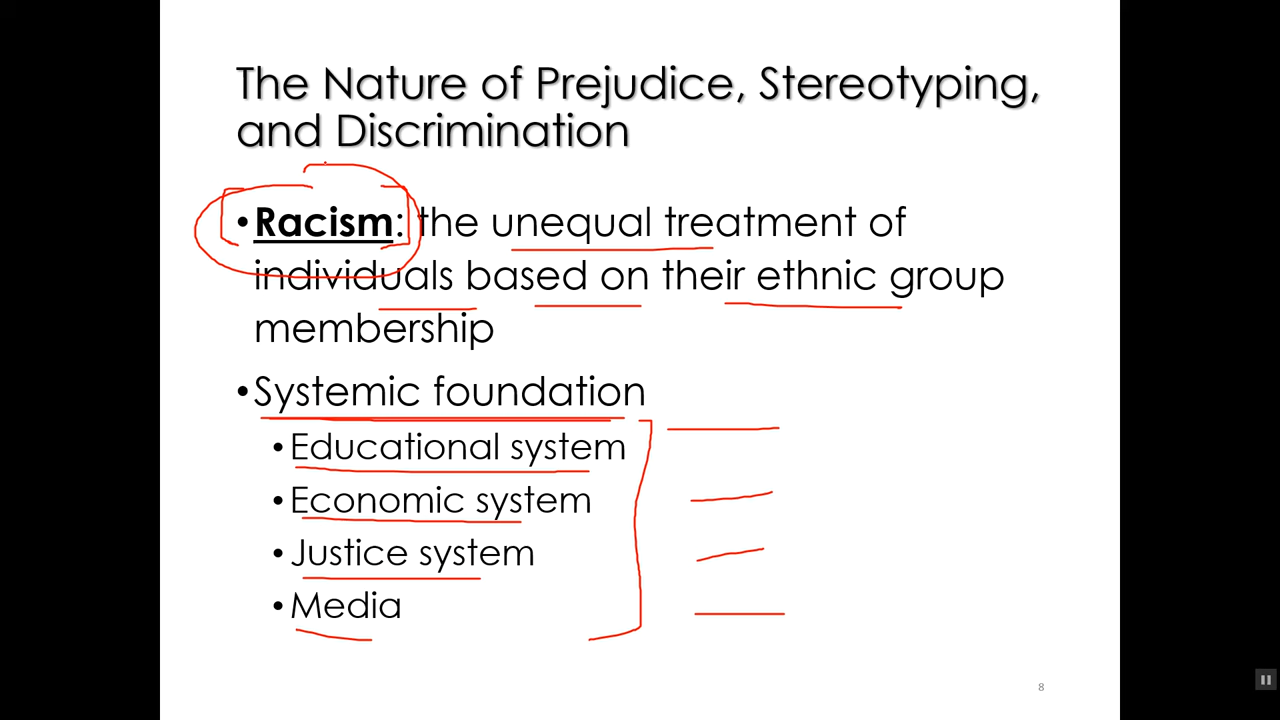 The Nature of Prejudice, Stereotyping,
and Discrimination
• Racism: the unequal treatment of
individuals based on their ethnic group
membership
• Systemic foundation
• Educational system
• Economic system
• Justice system
• Media
8